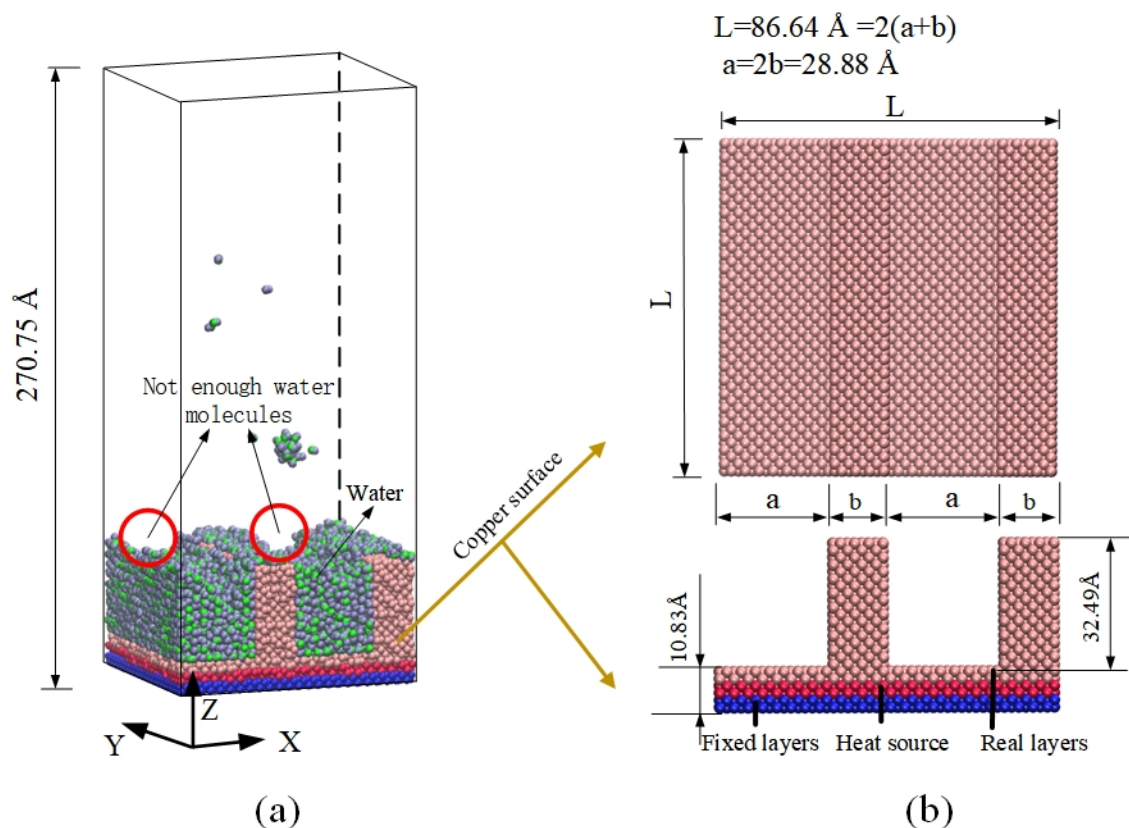 270.75 Å
Not enough water
molecules
Water
Copper surface
Z
Y
X
(a)
L=86.64 Å =2(a+b)
a=2b=28.88 Å
L
L
a
b
a
b
10.83Å
32.49Å
Fixed layers
Heat source
Real layers
(b)